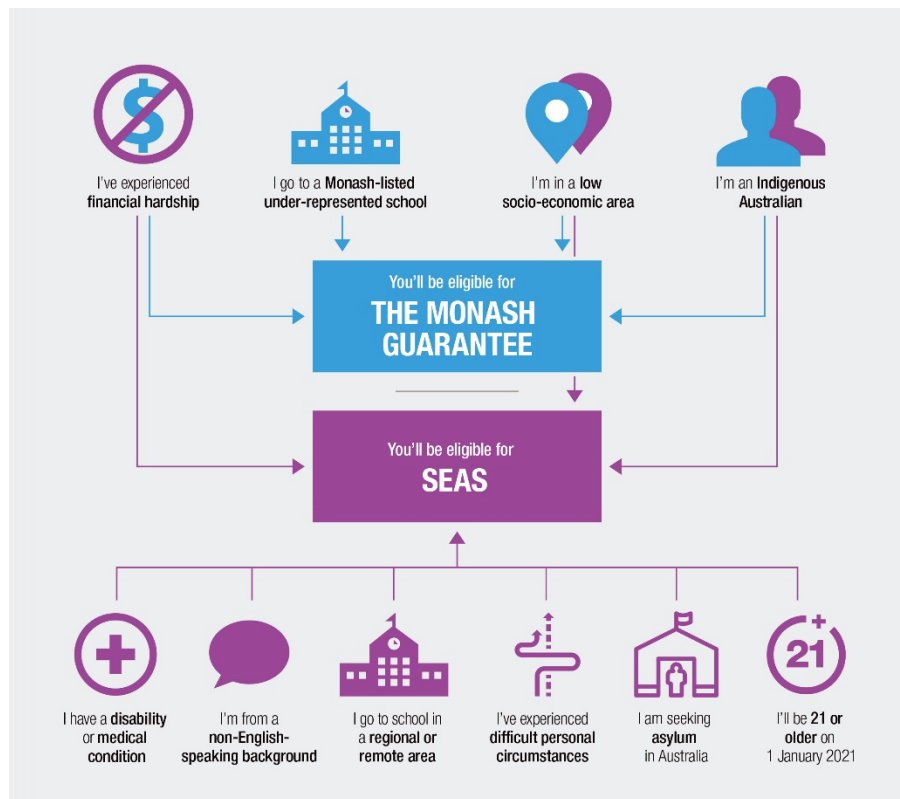 $
I've experienced
financial hardship
I go to a Monash-listed
under-represented school
I'm in a low
socio-economic area
I'm an Indigenous
Australian
You'll be eligible for
THE MONASH
GUARANTEE
You'll be eligible for
SEAS
I have a disability
or medical
condition
I'm from a
non-English-
speaking background
I go to school in
a regional or
remote area
I've experienced
difficult personal
circumstances
I am seeking
asylum
in Australia
21+
I'll be 21 or
older on
1 January 2021